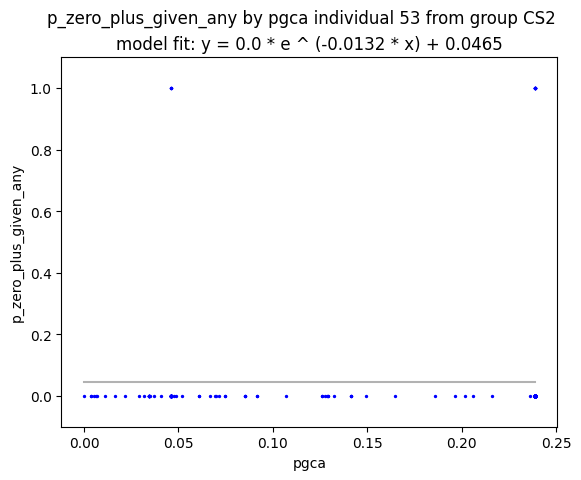 p_zero_plus_given_any by pgca individual 53 from group CS2
model fit: y = 0.0 * e ^ (-0.0132 * x) + 0.0465
1.0
0.8
0.6
0.4
0.2
0.0
p_zero_plus_given_any
0.00 0.05 0.10 0.15 0.20 0.25
pgca